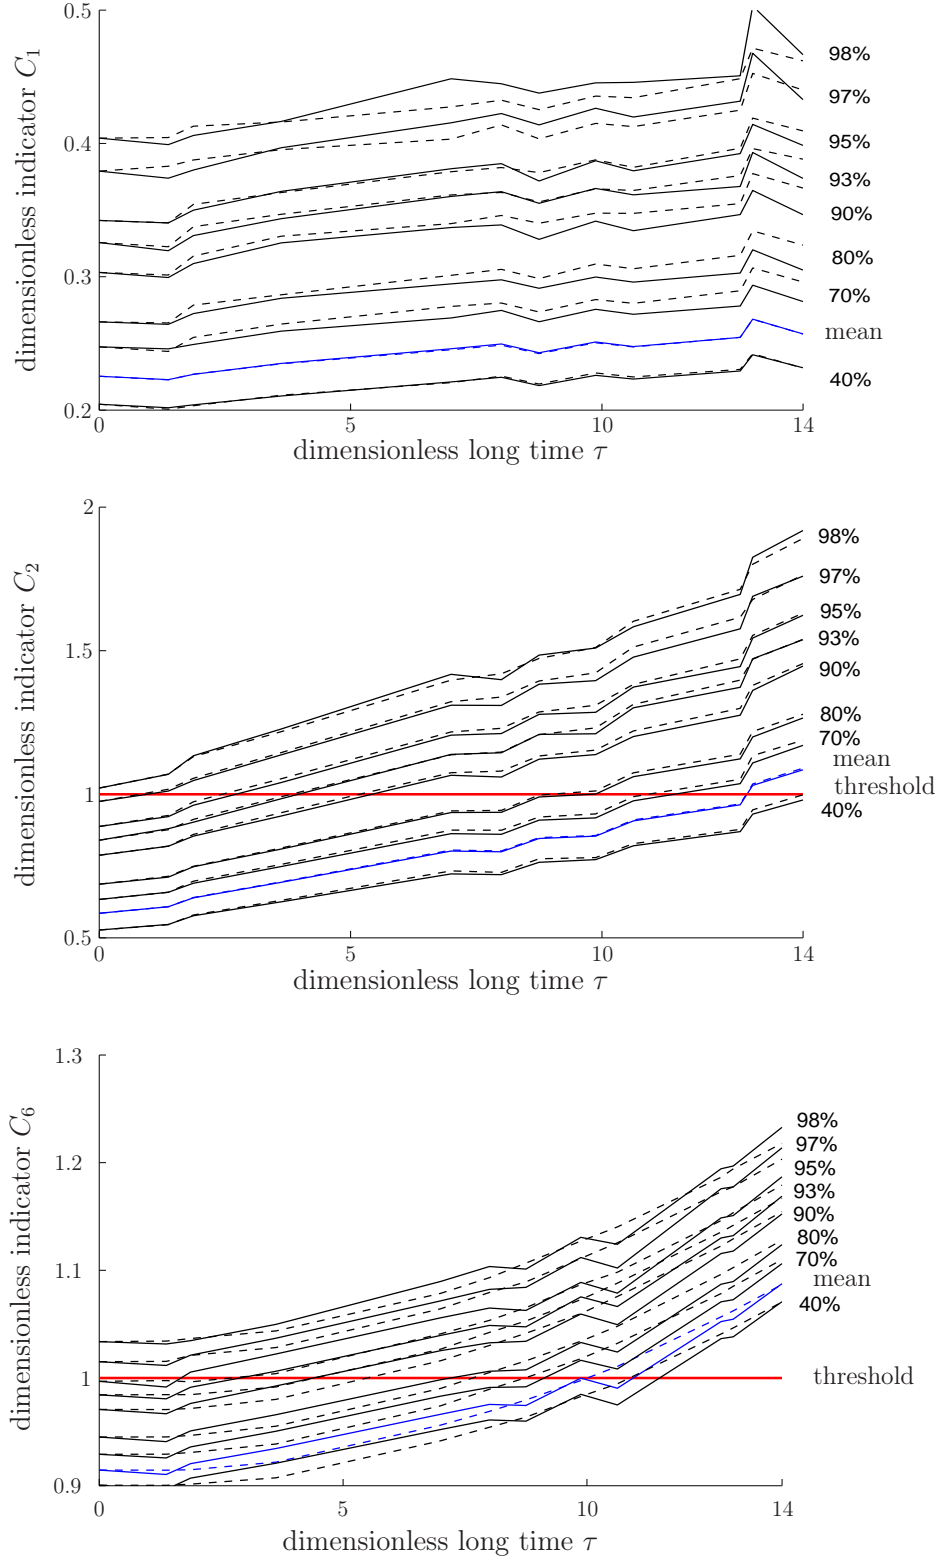 0.5
98%
97%
0.4
95%
93%
90%
0.3
80%
70%
mean
40%
0.2
dimensionless indicator C₁
0 5 10 14
dimensionless long time τ
2
98%
97%
95%
1.5
93%
90%
80%
70%
mean
1
threshold
40%
0.5
dimensionless indicator C₂
0 5 10 14
dimensionless long time τ
1.3
98%
97%
1.2
95%
93%
90%
80%
70%
1.1
mean
40%
1
threshold
0.9
dimensionless indicator C₆
0 5 10 14
dimensionless long time τ